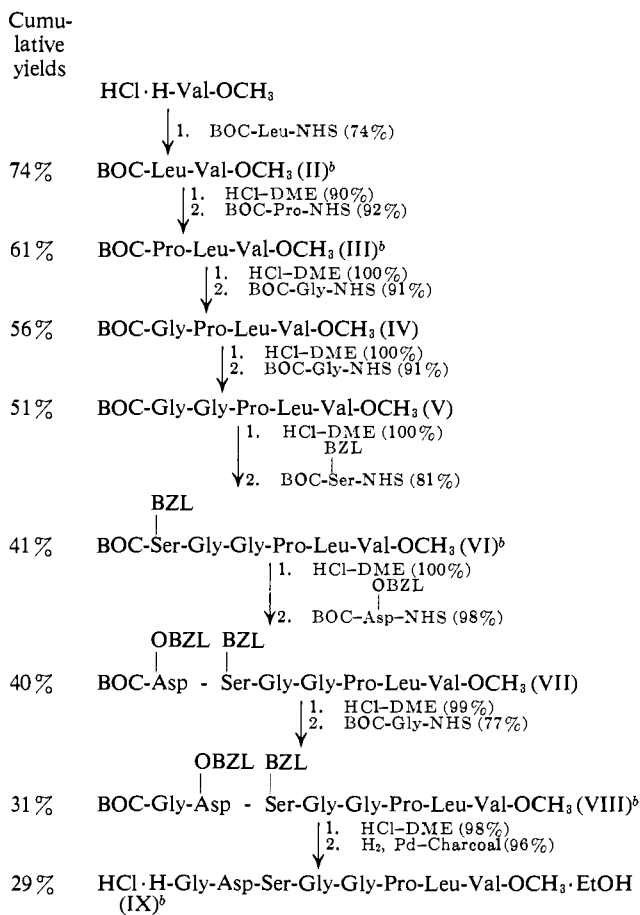 Cumu-
lative
yields
HCl·H-Val-OCH₃
1. BOC-Leu-NHS (74%)
74% BOC-Leu-Val-OCH₃ (II)ᵇ
1. HCl-DME (90%)
2. BOC-Pro-NHS (92%)
61% BOC-Pro-Leu-Val-OCH₃ (III)ᵇ
1. HCl-DME (100%)
2. BOC-Gly-NHS (91%)
56% BOC-Gly-Pro-Leu-Val-OCH₃ (IV)
1. HCl-DME (100%)
2. BOC-Gly-NHS (91%)
51% BOC-Gly-Gly-Pro-Leu-Val-OCH₃ (V)
1. HCl-DME (100%)
BZL
2. BOC-Ser-NHS (81%)
BZL
41% BOC-Ser-Gly-Gly-Pro-Leu-Val-OCH₃ (VI)ᵇ
1. HCl-DME (100%)
OBZL
2. BOC-Asp-NHS (98%)
OBZL BZL
40% BOC-Asp - Ser-Gly-Gly-Pro-Leu-Val-OCH₃ (VII)
1. HCl-DME (99%)
2. BOC-Gly-NHS (77%)
OBZL BZL
31% BOC-Gly-Asp - Ser-Gly-Gly-Pro-Leu-Val-OCH₃ (VIII)ᵇ
1. HCl-DME (98%)
2. H₂, Pd-Charcoal (96%)
29% HCl·H-Gly-Asp-Ser-Gly-Gly-Pro-Leu-Val-OCH₃·EtOH
(IX)ᵇ